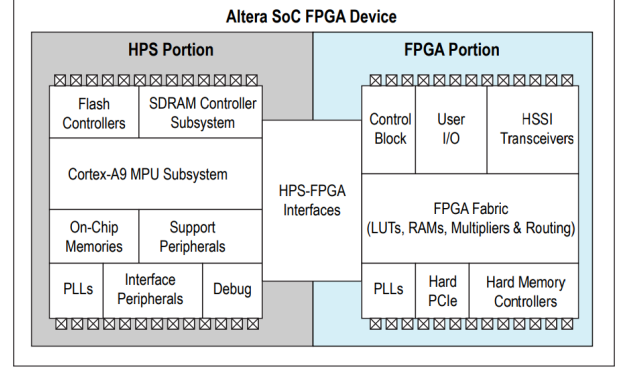 Altera SoC FPGA Device
HPS Portion
FPGA Portion
Flash
Controllers
SDRAM Controller
Subsystem
Cortex-A9 MPU Subsystem
On-Chip
Memories
Support
Peripherals
PLLs
Interface
Peripherals
Debug
HPS-FPGA
Interfaces
Control
Block
User
I/O
HSSI
Transceivers
FPGA Fabric
(LUTs, RAMs, Multipliers & Routing)
PLLs
Hard
PCIe
Hard Memory
Controllers